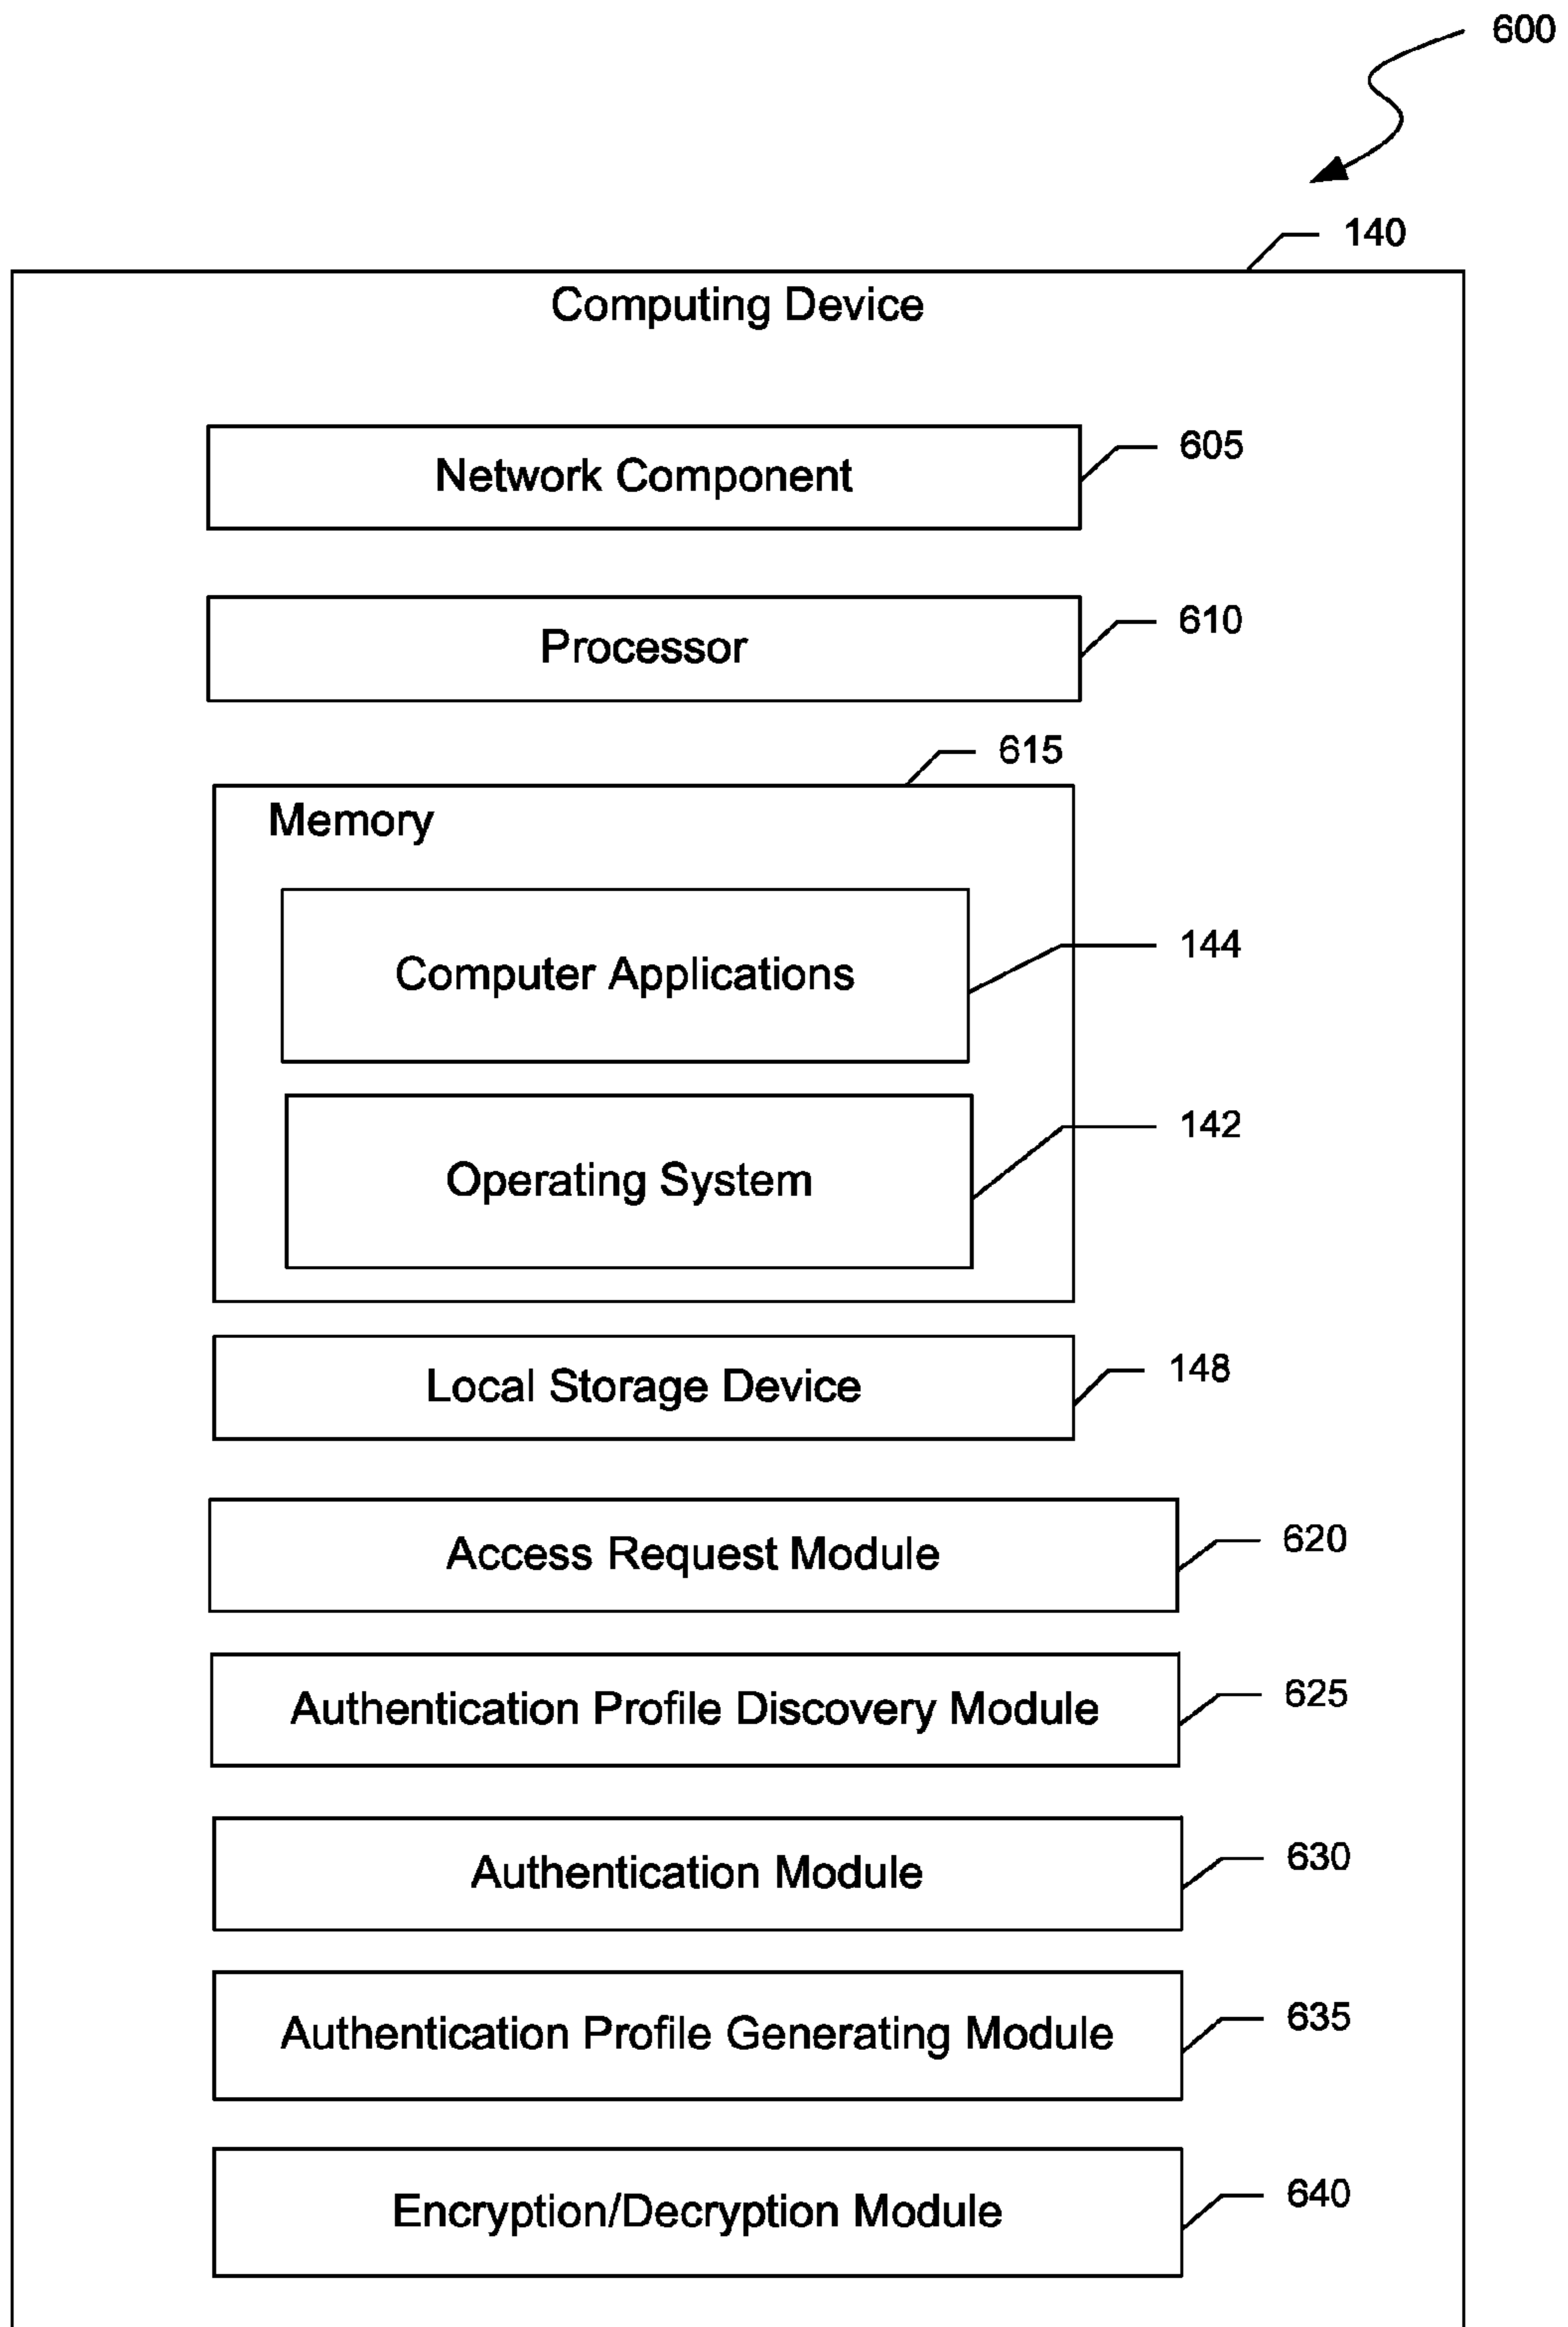 600
140
Computing Device
605
Network Component
610
Processor
615
Memory
144
Computer Applications
142
Operating System
148
Local Storage Device
620
Access Request Module
625
Authentication Profile Discovery Module
630
Authentication Module
635
Authentication Profile Generating Module
640
Encryption/Decryption Module